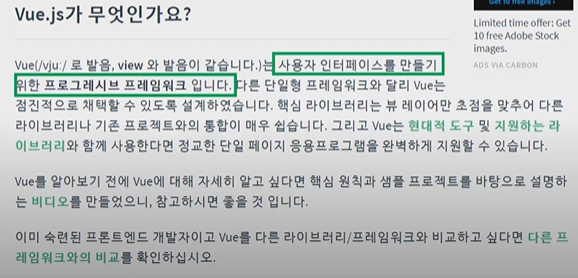 Get 10 free images ›
Vue.js가 무엇인가요?
Limited time offer: Get
10 free Adobe Stock
images.
ADS VIA CARBON
Vue(/vjuː/ 로 발음, view 와 발음이 같습니다.)는 사용자 인터페이스를 만들기
위한 프로그레시브 프레임워크 입니다. 다른 단일형 프레임워크와 달리 Vue는
점진적으로 채택할 수 있도록 설계하였습니다. 핵심 라이브러리는 뷰 레이어만 초점을 맞추어 다른
라이브러리나 기존 프로젝트와의 통합이 매우 쉽습니다. 그리고 Vue는 현대적 도구 및 지원하는 라
이브러리와 함께 사용한다면 정교한 단일 페이지 응용프로그램을 완벽하게 지원할 수 있습니다.
Vue를 알아보기 전에 Vue에 대해 자세히 알고 싶다면 핵심 원칙과 샘플 프로젝트를 바탕으로 설명하
는 비디오를 만들었으니, 참고하시면 좋을 것 입니다.
이미 숙련된 프론트엔드 개발자이고 Vue를 다른 라이브러리/프레임워크와 비교하고 싶다면 다른 프
레임워크와의 비교를 확인하십시오.